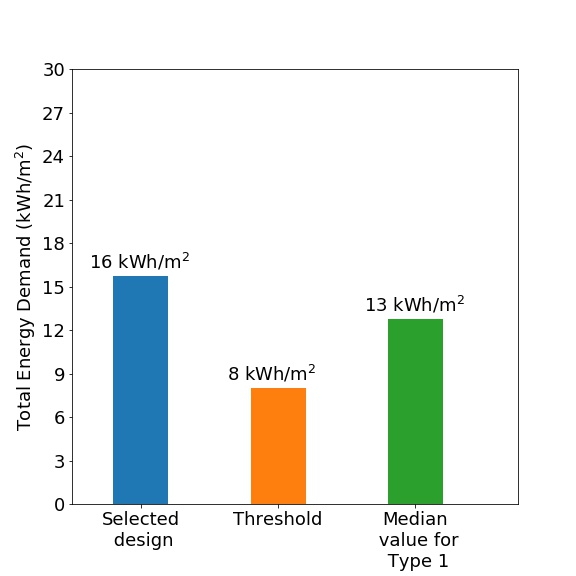 Total Energy Demand (kWh/m²)
30
27
24
21
18
15
12
9
6
3
0
16 kWh/m²
8 kWh/m²
13 kWh/m²
Selected
design
Threshold
Median
value for
Type 1